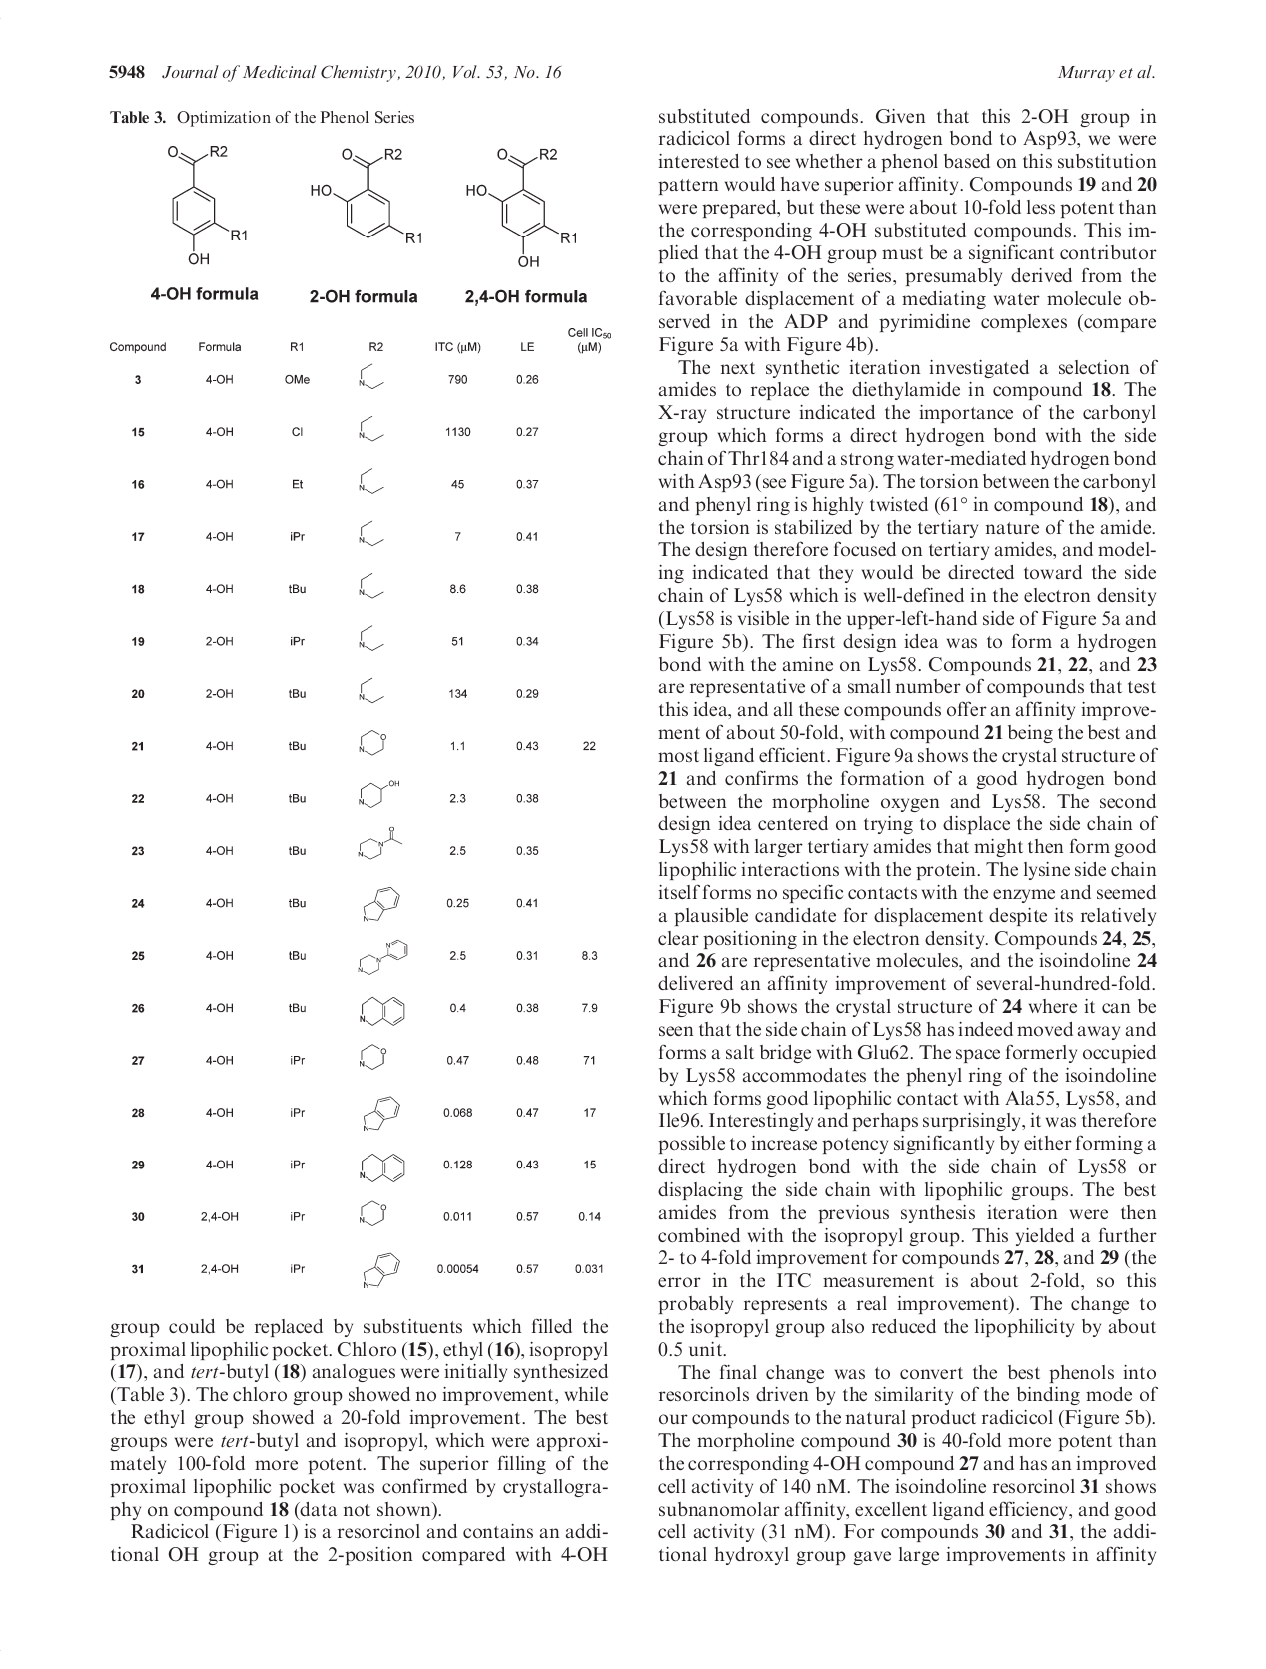 5948 Journal of Medicinal Chemistry, 2010, Vol. 53, No. 16 Murray et al.
Table 3. Optimization of the Phenol Series
O R2 O R2 O R2
HO HO
R1 R1 R1
OH OH
4-OH formula 2-OH formula 2,4-OH formula
Compound Formula R1 R2 ITC (μM) LE Cell IC50 (μM)
3 4-OH OMe N 790 0.26
15 4-OH Cl N 1130 0.27
16 4-OH Et N 45 0.37
17 4-OH iPr N 7 0.41
18 4-OH tBu N 8.6 0.38
19 2-OH iPr N 51 0.34
20 2-OH tBu N 134 0.29
21 4-OH tBu N O 1.1 0.43 22
22 4-OH tBu N OH 2.3 0.38
23 4-OH tBu N N O 2.5 0.35
24 4-OH tBu N 0.25 0.41
25 4-OH tBu N N N 2.5 0.31 8.3
26 4-OH tBu N 0.4 0.38 7.9
27 4-OH iPr N O 0.47 0.48 71
28 4-OH iPr N 0.068 0.47 17
29 4-OH iPr N 0.128 0.43 15
30 2,4-OH iPr N O 0.011 0.57 0.14
31 2,4-OH iPr N 0.00054 0.57 0.031
group could be replaced by substituents which filled the
proximal lipophilic pocket. Chloro (15), ethyl (16), isopropyl
(17), and tert-butyl (18) analogues were initially synthesized
(Table 3). The chloro group showed no improvement, while
the ethyl group showed a 20-fold improvement. The best
groups were tert-butyl and isopropyl, which were approxi-
mately 100-fold more potent. The superior filling of the
proximal lipophilic pocket was confirmed by crystallogra-
phy on compound 18 (data not shown).
Radicicol (Figure 1) is a resorcinol and contains an addi-
tional OH group at the 2-position compared with 4-OH
substituted compounds. Given that this 2-OH group in
radicicol forms a direct hydrogen bond to Asp93, we were
interested to see whether a phenol based on this substitution
pattern would have superior affinity. Compounds 19 and 20
were prepared, but these were about 10-fold less potent than
the corresponding 4-OH substituted compounds. This im-
plied that the 4-OH group must be a significant contributor
to the affinity of the series, presumably derived from the
favorable displacement of a mediating water molecule ob-
served in the ADP and pyrimidine complexes (compare
Figure 5a with Figure 4b).
The next synthetic iteration investigated a selection of
amides to replace the diethylamide in compound 18. The
X-ray structure indicated the importance of the carbonyl
group which forms a direct hydrogen bond with the side
chain of Thr184 and a strong water-mediated hydrogen bond
with Asp93 (see Figure 5a). The torsion between the carbonyl
and phenyl ring is highly twisted (61° in compound 18), and
the torsion is stabilized by the tertiary nature of the amide.
The design therefore focused on tertiary amides, and model-
ing indicated that they would be directed toward the side
chain of Lys58 which is well-defined in the electron density
(Lys58 is visible in the upper-left-hand side of Figure 5a and
Figure 5b). The first design idea was to form a hydrogen
bond with the amine on Lys58. Compounds 21, 22, and 23
are representative of a small number of compounds that test
this idea, and all these compounds offer an affinity improve-
ment of about 50-fold, with compound 21 being the best and
most ligand efficient. Figure 9a shows the crystal structure of
21 and confirms the formation of a good hydrogen bond
between the morpholine oxygen and Lys58. The second
design idea centered on trying to displace the side chain of
Lys58 with larger tertiary amides that might then form good
lipophilic interactions with the protein. The lysine side chain
itself forms no specific contacts with the enzyme and seemed
a plausible candidate for displacement despite its relatively
clear positioning in the electron density. Compounds 24, 25,
and 26 are representative molecules, and the isoindoline 24
delivered an affinity improvement of several-hundred-fold.
Figure 9b shows the crystal structure of 24 where it can be
seen that the side chain of Lys58 has indeed moved away and
forms a salt bridge with Glu62. The space formerly occupied
by Lys58 accommodates the phenyl ring of the isoindoline
which forms good lipophilic contact with Ala55, Lys58, and
Ile96. Interestingly and perhaps surprisingly, it was therefore
possible to increase potency significantly by either forming a
direct hydrogen bond with the side chain of Lys58 or
displacing the side chain with lipophilic groups. The best
amides from the previous synthesis iteration were then
combined with the isopropyl group. This yielded a further
2- to 4-fold improvement for compounds 27, 28, and 29 (the
error in the ITC measurement is about 2-fold, so this
probably represents a real improvement). The change to
the isopropyl group also reduced the lipophilicity by about
0.5 unit.
The final change was to convert the best phenols into
resorcinols driven by the similarity of the binding mode of
our compounds to the natural product radicicol (Figure 5b).
The morpholine compound 30 is 40-fold more potent than
the corresponding 4-OH compound 27 and has an improved
cell activity of 140 nM. The isoindoline resorcinol 31 shows
subnanomolar affinity, excellent ligand efficiency, and good
cell activity (31 nM). For compounds 30 and 31, the addi-
tional hydroxyl group gave large improvements in affinity